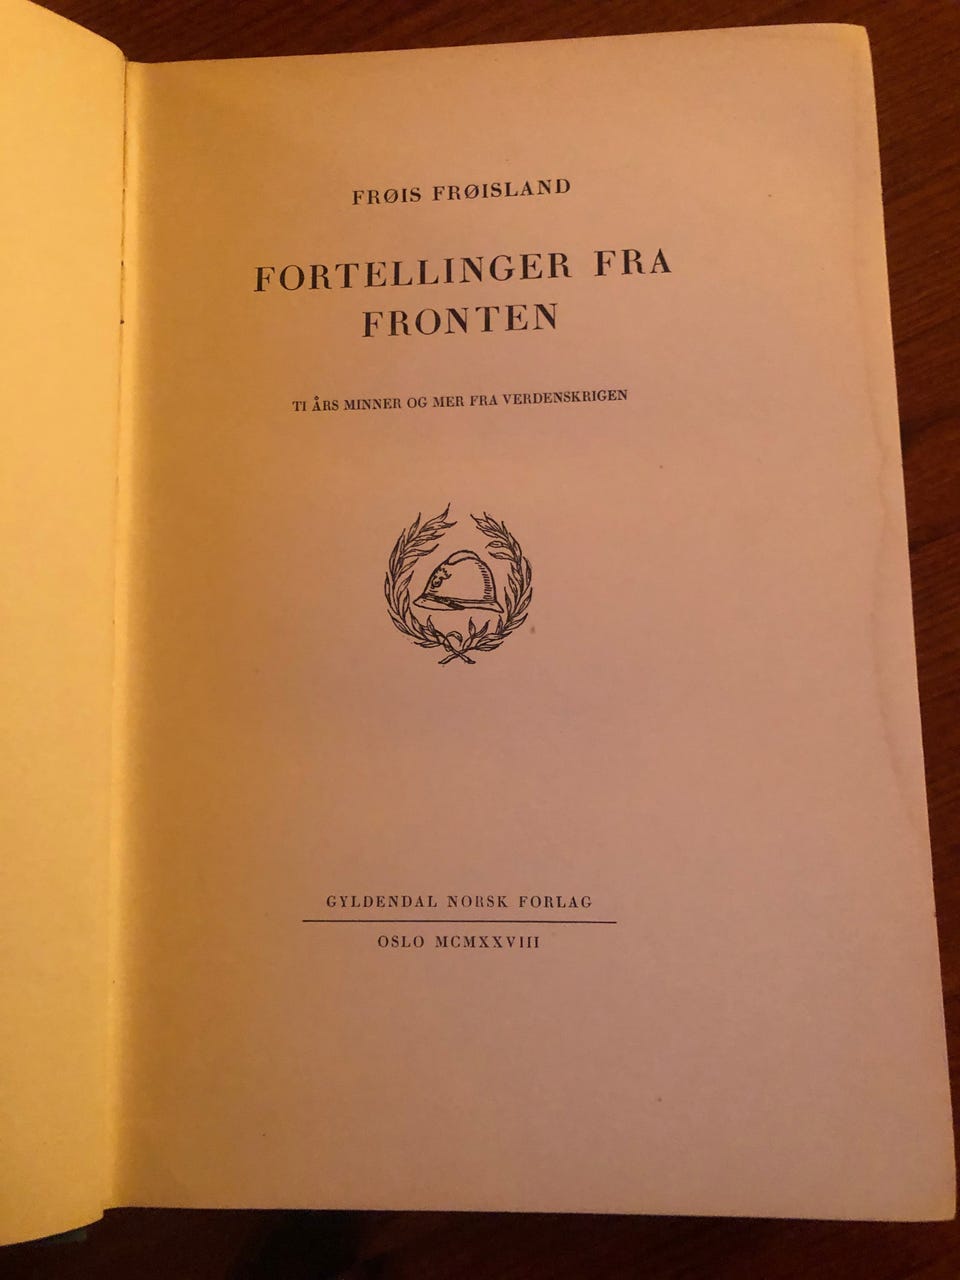 FRØIS FRØISLAND
FORTELLINGER FRA
FRONTEN
TI ÅRS MINNER OG MER FRA VERDENSKRIGEN
GYLDENDAL NORSK FORLAG
OSLO MCMXXVIII